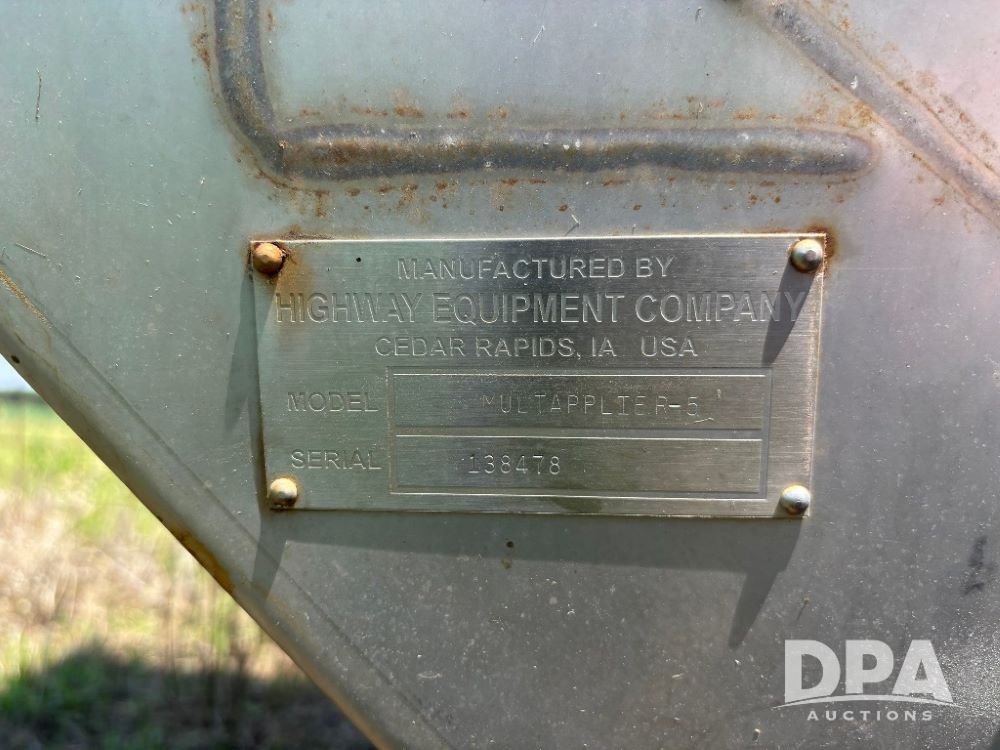 MANUFACTURED BY
HIGHWAY EQUIPMENT COMPANY
CEDAR RAPIDS, IA USA
MODEL MULTAPPLIER-5
SERIAL 138478
DPA
AUCTIONS